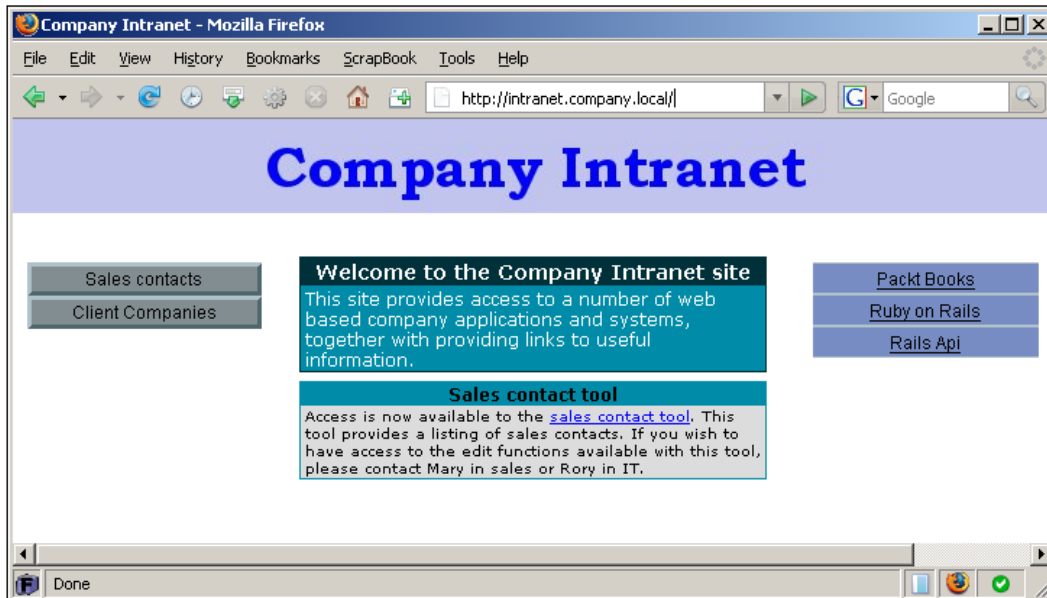 Company Intranet - Mozilla Firefox
File Edit View History Bookmarks ScrapBook Tools Help
http://intranet.company.local/
G
Google
Company Intranet
Sales contacts
Client Companies
Welcome to the Company Intranet site
This site provides access to a number of web
based company applications and systems,
together with providing links to useful
information.
Sales contact tool
Access is now available to the sales contact tool. This
tool provides a listing of sales contacts. If you wish to
have access to the edit functions available with this tool,
please contact Mary in sales or Rory in IT.
Packt Books
Ruby on Rails
Rails Api
F
Done